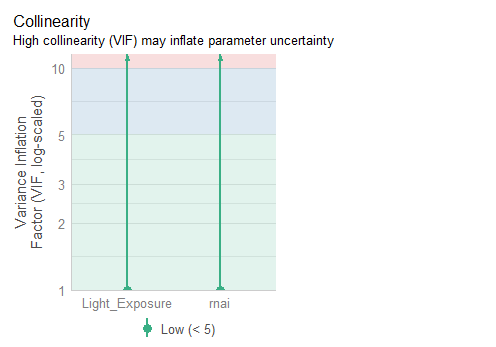 Collinearity
High collinearity (VIF) may inflate parameter uncertainty
10
5
3
2
1
Variance Inflation
Factor (VIF, log-scaled)
Light_Exposure rnai
Low (< 5)